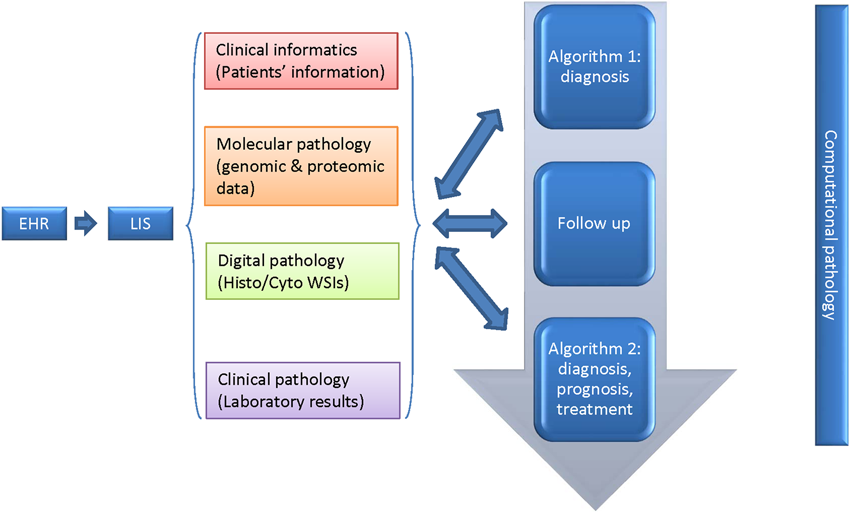 EHR
LIS
Clinical informatics
(Patients’ information)
Molecular pathology
(genomic & proteomic
data)
Digital pathology
(Histo/Cyto WSIs)
Clinical pathology
(Laboratory results)
Algorithm 1:
diagnosis
Follow up
Algorithm 2:
diagnosis,
prognosis,
treatment
Computational pathology